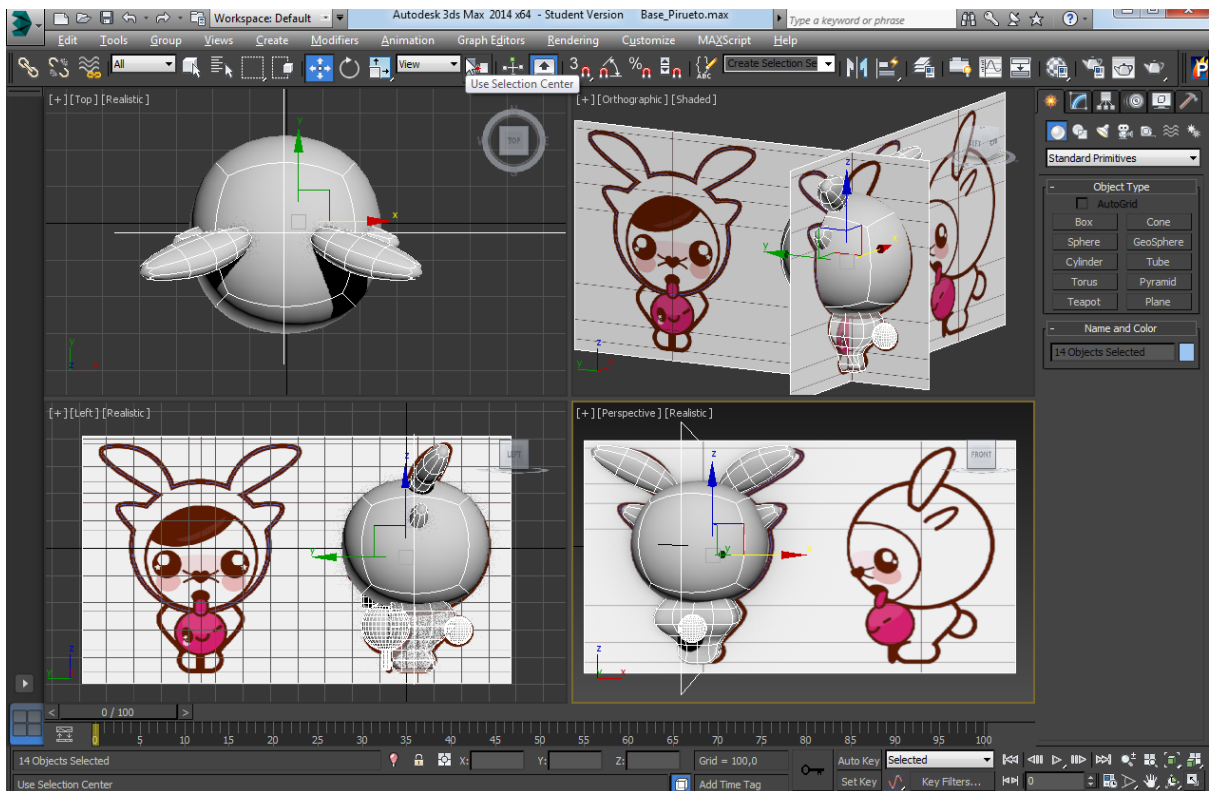 Workspace: Default
Autodesk 3ds Max 2014 x64 - Student Version Base_Pirueto.max
Type a keyword or phrase
Edit Tools Group Views Create Modifiers Animation Graph Editors Rendering Customize MAXScript Help
All View Create Selection Se
Use Selection Center
[+][Top][Realistic]
TOP
y
x
[+][Orthographic][Shaded]
z
y
Standard Primitives
- Object Type
AutoGrid
Box Cone
Sphere GeoSphere
Cylinder Tube
Torus Pyramid
Teapot Plane
- Name and Color
14 Objects Selected
[+][Left][Realistic]
LEFT
z
y
[+][Perspective][Realistic]
FRONT
z
y
x
0 / 100
0 5 10 15 20 25 30 35 40 45 50 55 60 65 70 75 80 85 90 95 100
14 Objects Selected X: Y: Z: Grid = 100,0 Auto Key Selected
Use Selection Center Add Time Tag Set Key Key Filters... 0